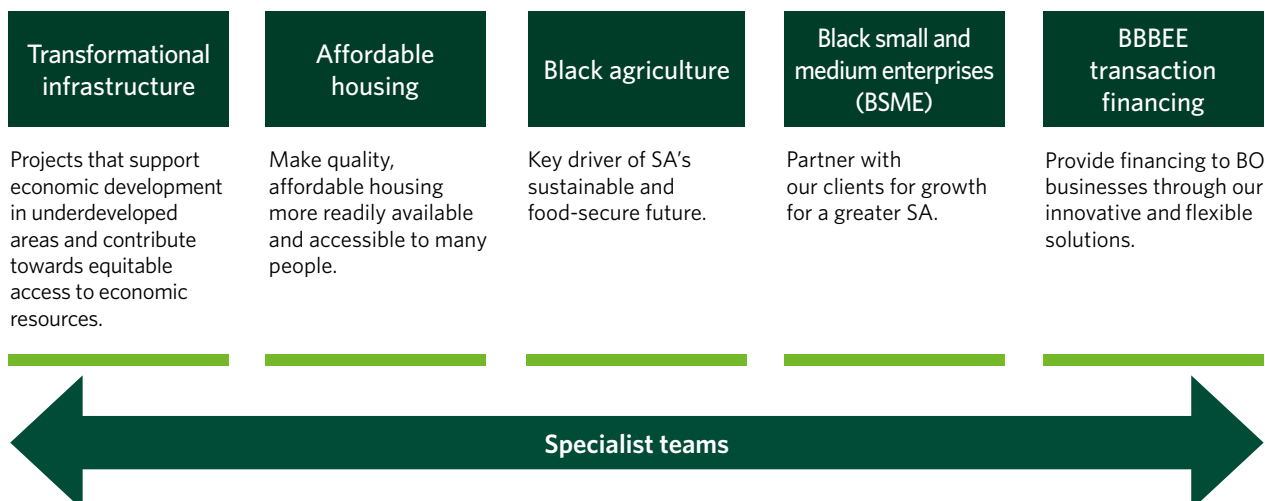 Transformational
infrastructure
Projects that support
economic development
in underdeveloped
areas and contribute
towards equitable
access to economic
resources.
Affordable
housing
Make quality,
affordable housing
more readily available
and accessible to many
people.
Black agriculture
Key driver of SA's
sustainable and
food-secure future.
Black small and
medium enterprises
(BSME)
Partner with
our clients for growth
for a greater SA.
BBBEE
transaction
financing
Provide financing to BO
businesses through our
innovative and flexible
solutions.
Specialist teams